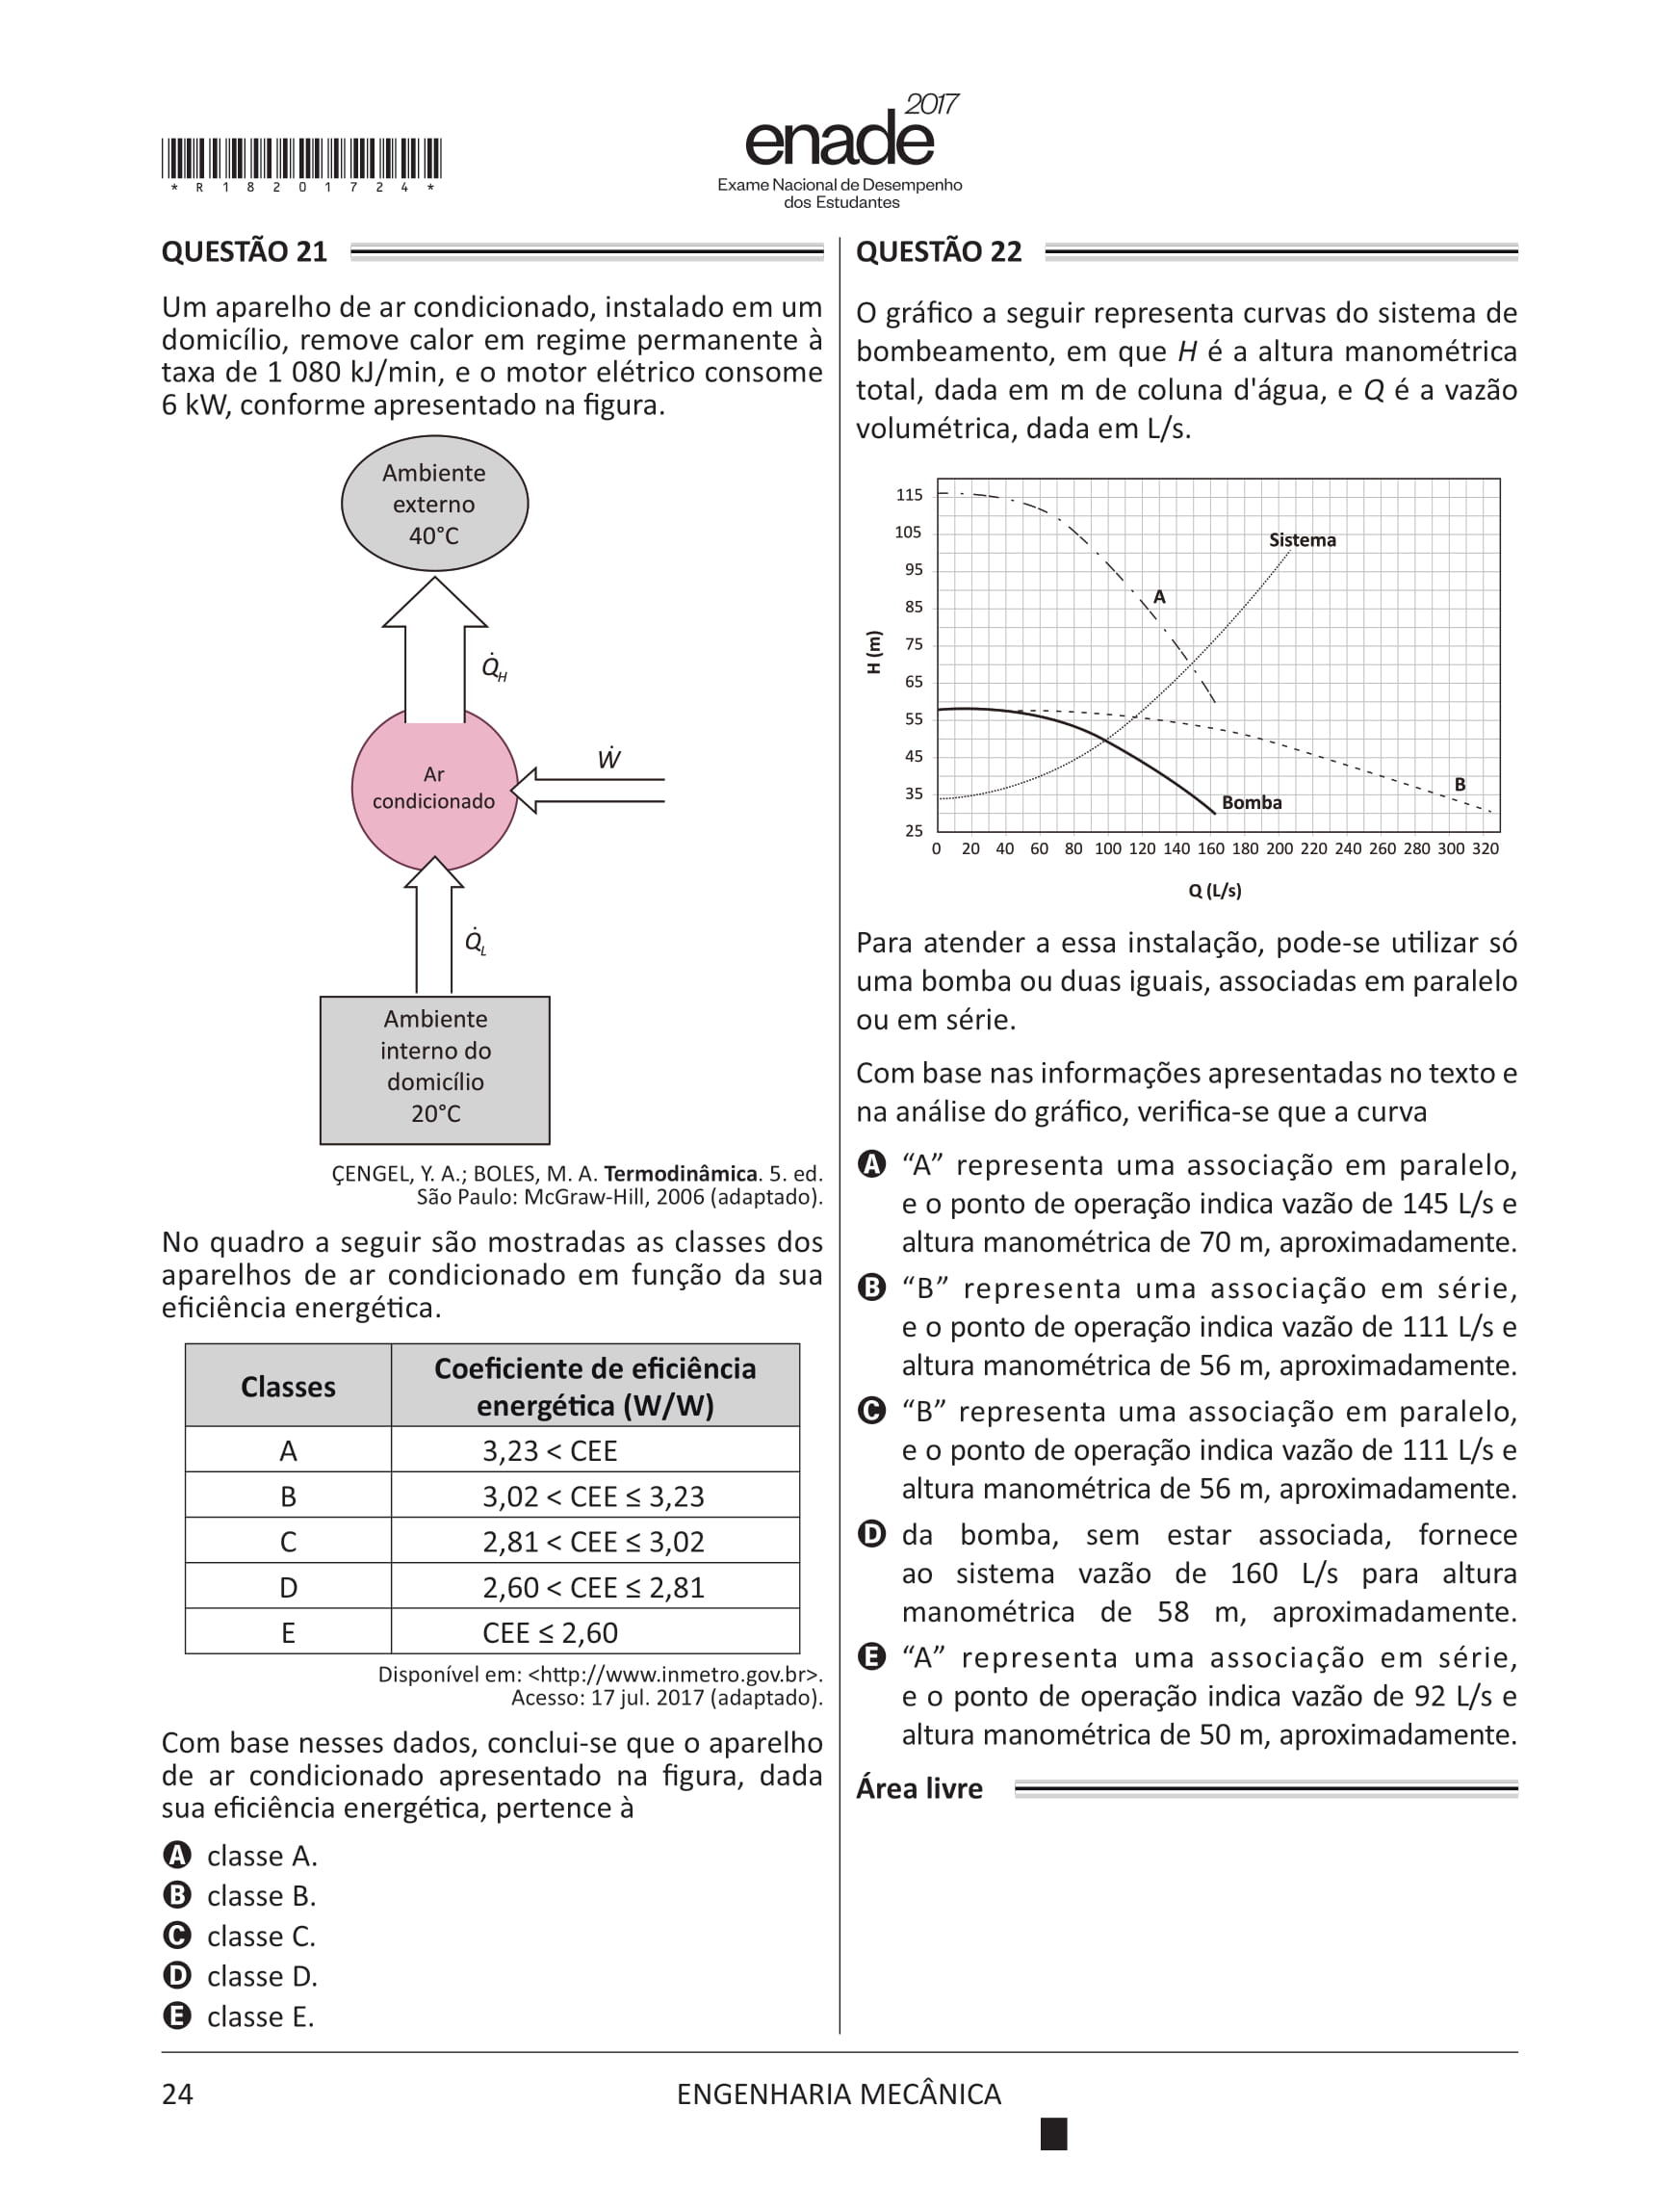 2017
enade
Exame Nacional de Desempenho
dos Estudantes
* R 1 8 2 0 1 7 2 4 *
QUESTÃO 21
Um aparelho de ar condicionado, instalado em um
domicílio, remove calor em regime permanente à
taxa de 1 080 kJ/min, e o motor elétrico consome
6 kW, conforme apresentado na figura.
Ambiente
externo
40°C
Q̇H
Ẇ
Ar
condicionado
Q̇L
Ambiente
interno do
domicílio
20°C
ÇENGEL, Y. A.; BOLES, M. A. Termodinâmica. 5. ed.
São Paulo: McGraw-Hill, 2006 (adaptado).
No quadro a seguir são mostradas as classes dos
aparelhos de ar condicionado em função da sua
eficiência energética.
Classes
Coeficiente de eficiência
energética (W/W)
A 3,23 < CEE
B 3,02 < CEE ≤ 3,23
C 2,81 < CEE ≤ 3,02
D 2,60 < CEE ≤ 2,81
E CEE ≤ 2,60
Disponível em: <http://www.inmetro.gov.br>.
Acesso: 17 jul. 2017 (adaptado).
Com base nesses dados, conclui-se que o aparelho
de ar condicionado apresentado na figura, dada
sua eficiência energética, pertence à
A classe A.
B classe B.
C classe C.
D classe D.
E classe E.
QUESTÃO 22
O gráfico a seguir representa curvas do sistema de
bombeamento, em que H é a altura manométrica
total, dada em m de coluna d'água, e Q é a vazão
volumétrica, dada em L/s.
115
105
95
85
75
65
55
45
35
25
H (m)
Sistema
A
B
Bomba
0 20 40 60 80 100 120 140 160 180 200 220 240 260 280 300 320
Q (L/s)
Para atender a essa instalação, pode-se utilizar só
uma bomba ou duas iguais, associadas em paralelo
ou em série.
Com base nas informações apresentadas no texto e
na análise do gráfico, verifica-se que a curva
A “A” representa uma associação em paralelo,
e o ponto de operação indica vazão de 145 L/s e
altura manométrica de 70 m, aproximadamente.
B “B” representa uma associação em série,
e o ponto de operação indica vazão de 111 L/s e
altura manométrica de 56 m, aproximadamente.
C “B” representa uma associação em paralelo,
e o ponto de operação indica vazão de 111 L/s e
altura manométrica de 56 m, aproximadamente.
D da bomba, sem estar associada, fornece
ao sistema vazão de 160 L/s para altura
manométrica de 58 m, aproximadamente.
E “A” representa uma associação em série,
e o ponto de operação indica vazão de 92 L/s e
altura manométrica de 50 m, aproximadamente.
Área livre
24
ENGENHARIA MECÂNICA